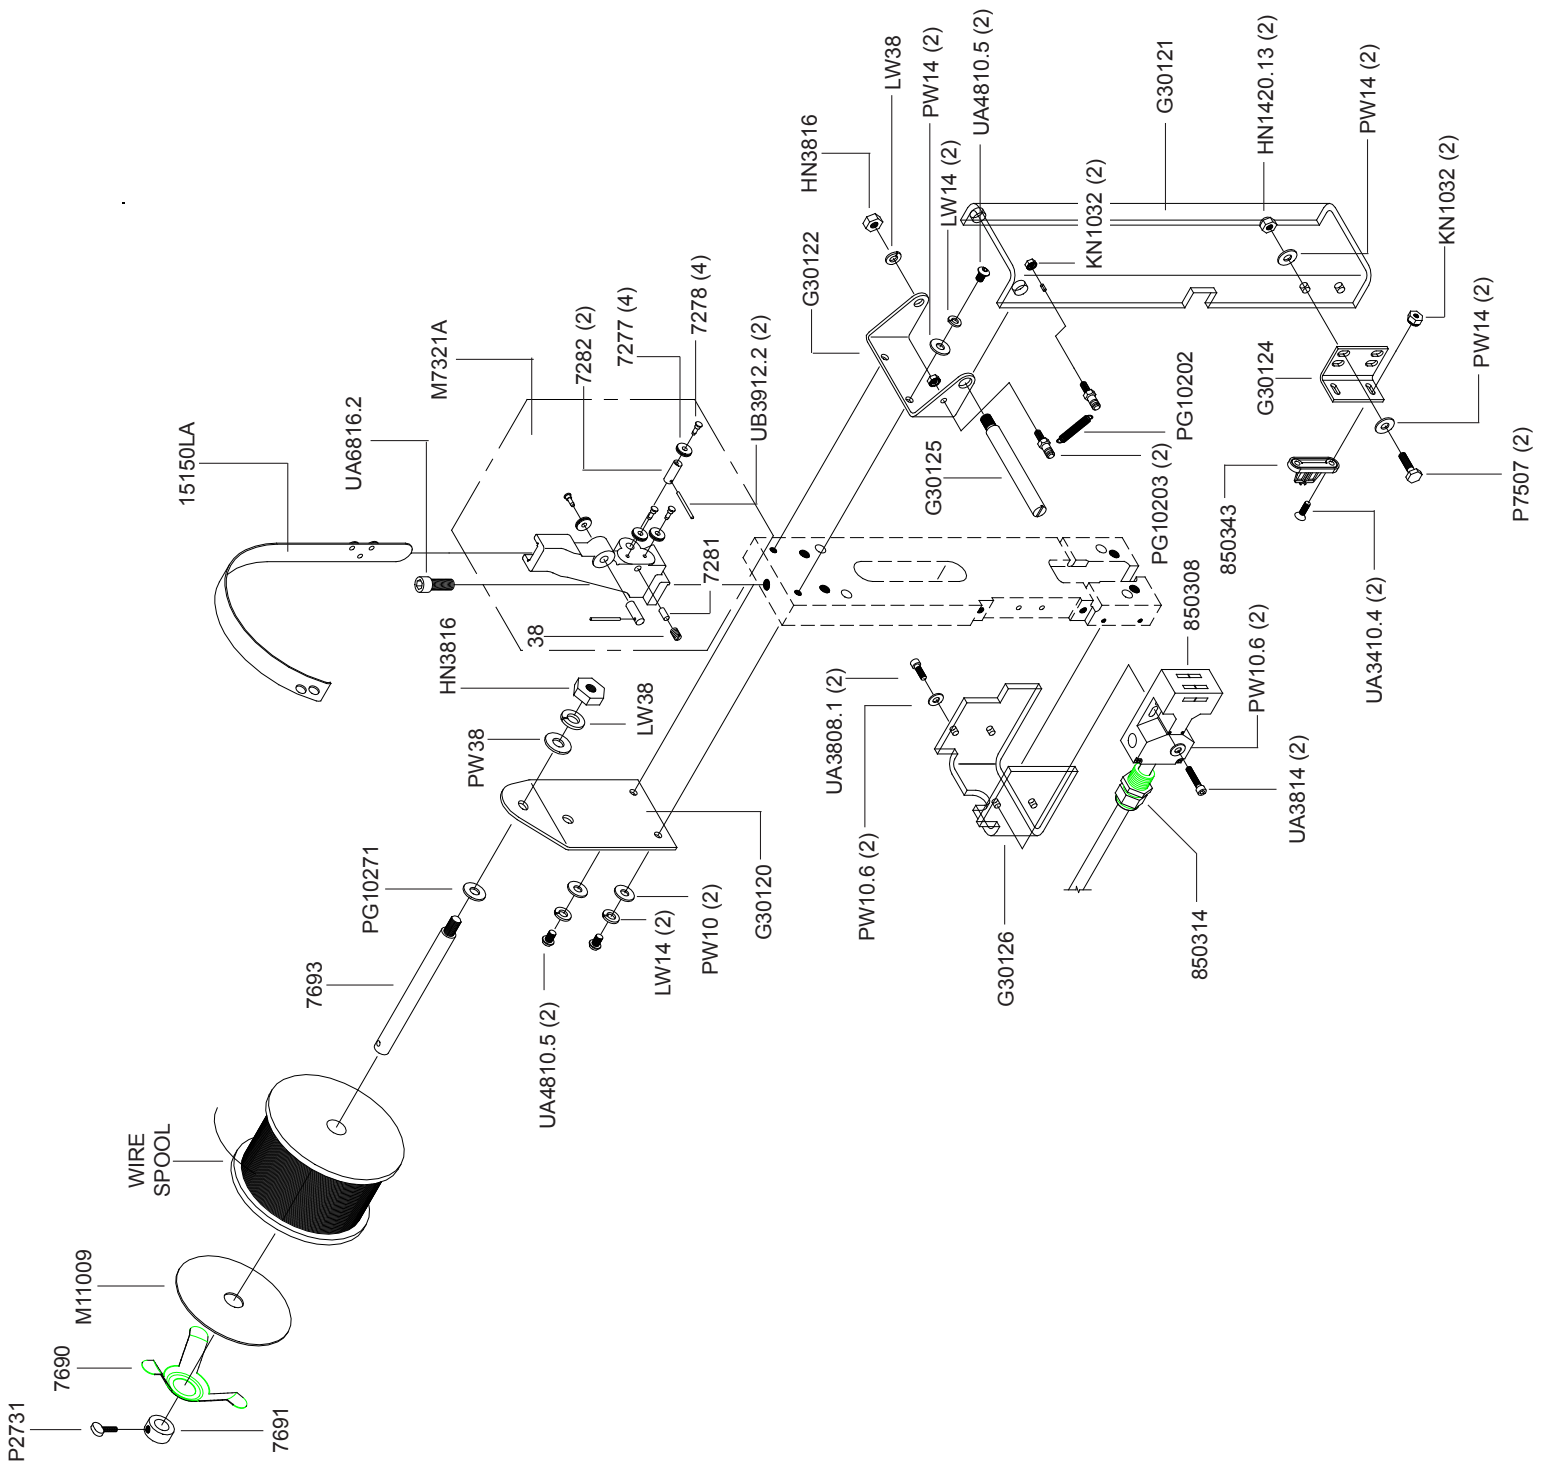 15150LA
UA6816.2
M7321A
7282 (2)
7277 (4)
7278 (4)
UB3912.2 (2)
7281
38
HN3816
LW38
PW38
PG10271
7693
WIRE
SPOOL
M11009
7690
P2731
7691
UA4810.5 (2)
LW14 (2)
PW10 (2)
G30120
HN3816
LW38
PW14 (2)
UA4810.5 (2)
LW14 (2)
G30122
KN1032 (2)
G30121
HN1420.13 (2)
PW14 (2)
KN1032 (2)
PW14 (2)
G30124
P7507 (2)
PG10202
PG10203 (2)
G30125
850343
UA3410.4 (2)
850308
PW10.6 (2)
UA3814 (2)
850314
UA3808.1 (2)
PW10.6 (2)
G30126